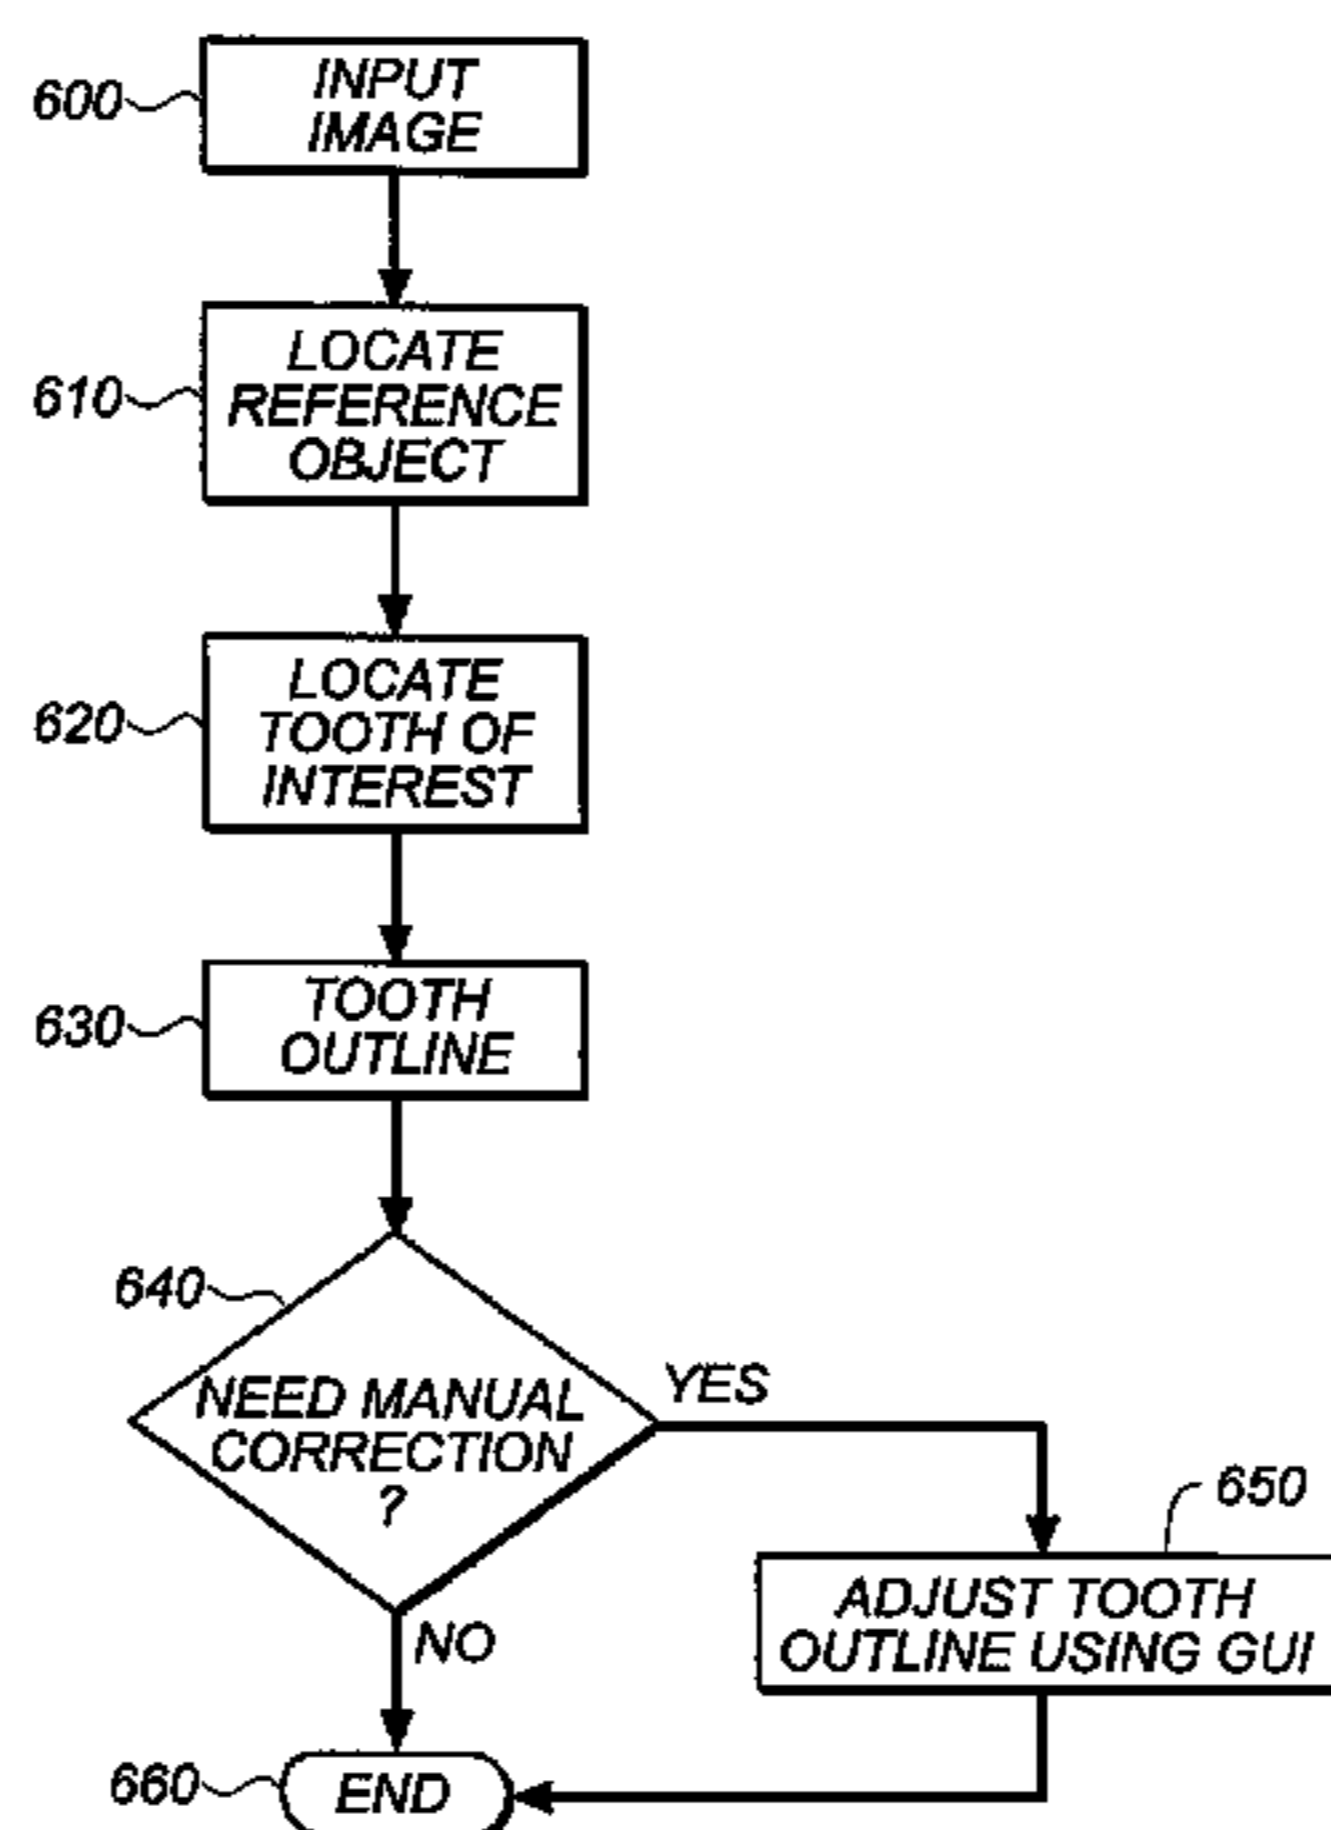 600
INPUT
IMAGE
610
LOCATE
REFERENCE
OBJECT
620
LOCATE
TOOTH OF
INTEREST
630
TOOTH
OUTLINE
640
NEED MANUAL
CORRECTION
?
YES
NO
650
ADJUST TOOTH
OUTLINE USING GUI
660
END